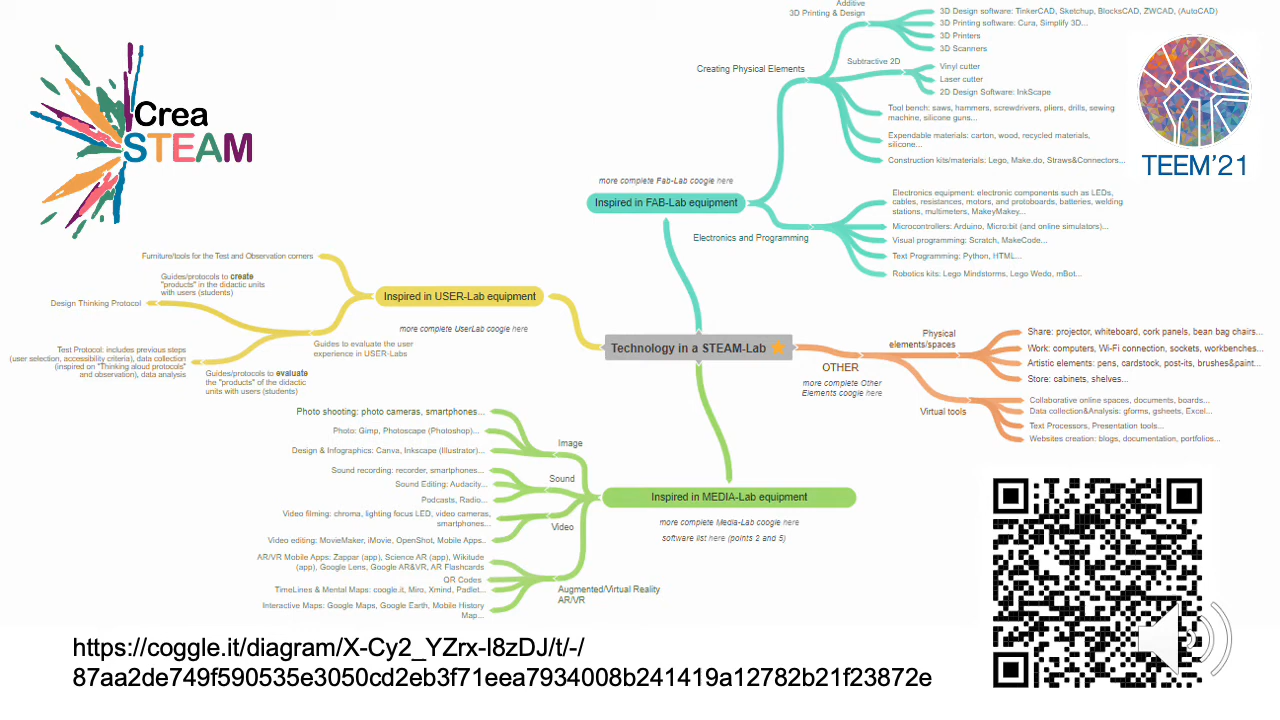 Crea
STEAM
TEEM'21
Additive
3D Printing & Design
3D Design software: TinkerCAD, Sketchup, BlocksCAD, ZWCAD, (AutoCAD)
3D Printing software: Cura, Simplify 3D...
3D Printers
3D Scanners
Creating Physical Elements
Subtractive 2D
Vinyl cutter
Laser cutter
2D Design Software: InkScape
Tool bench: saws, hammers, screwdrivers, pliers, drills, sewing
machine, silicone guns...
Expendable materials: carton, wood, recycled materials,
silicone...
Construction kits/materials: Lego, Make.do, Straws&Connectors...
more complete Fab-Lab coogle here
Inspired in FAB-Lab equipment
Electronics and Programming
Electronics equipment: electronic components such as LEDs,
cables, resistances, motors, and protoboards, batteries, welding
stations, multimeters, MakeyMakey...
Microcontrollers: Arduino, Micro:bit (and online simulators)...
Visual programming: Scratch, MakeCode...
Text Programming: Python, HTML...
Robotics kits: Lego Mindstorms, Lego Wedo, mBot...
Furniture/tools for the Test and Observation corners
Guides/protocols to create
"products" in the didactic units
with users (students)
Design Thinking Protocol
Inspired in USER-Lab equipment
more complete UserLab coogle here
Guides to evaluate the user
experience in USER-Labs
Test Protocol: includes previous steps
(user selection, accessibility criteria), data collection
(inspired on "Thinking aloud protocols"
and observation), data analysis
Guides/protocols to evaluate
the "products" of the didactic
units with users (students)
Technology in a STEAM-Lab
OTHER
more complete Other
Elements coogle here
Physical
elements/spaces
Share: projector, whiteboard, cork panels, bean bag chairs...
Work: computers, Wi-Fi connection, sockets, workbenches...
Artistic elements: pens, cardstock, post-its, brushes&paint...
Store: cabinets, shelves...
Virtual tools
Collaborative online spaces, documents, boards...
Data collection&Analysis: gforms, gsheets, Excel...
Text Processors, Presentation tools...
Websites creation: blogs, documentation, portfolios...
Photo shooting: photo cameras, smartphones...
Photo: Gimp, Photoscape (Photoshop)...
Image
Design & Infographics: Canva, Inkscape (Illustrator)...
Sound recording: recorder, smartphones...
Sound
Sound Editing: Audacity...
Podcasts, Radio...
Inspired in MEDIA-Lab equipment
more complete Media-Lab coogle here
software list here (points 2 and 5)
Video filming: chroma, lighting focus LED, video cameras,
smartphones...
Video
Video editing: MovieMaker, iMovie, OpenShot, Mobile Apps..
AR/VR Mobile Apps: Zappar (app), Science AR (app), Wikitude
(app), Google Lens, Google AR&VR, AR Flashcards
QR Codes
TimeLines & Mental Maps: coogle.it, Miro, Xmind, Padlet...
Augmented/Virtual Reality
AR/VR
Interactive Maps: Google Maps, Google Earth, Mobile History
Map...
https://coggle.it/diagram/X-Cy2_YZrx-l8zDJ/t/-/
87aa2de749f590535e3050cd2eb3f71eea7934008b241419a12782b21f23872e